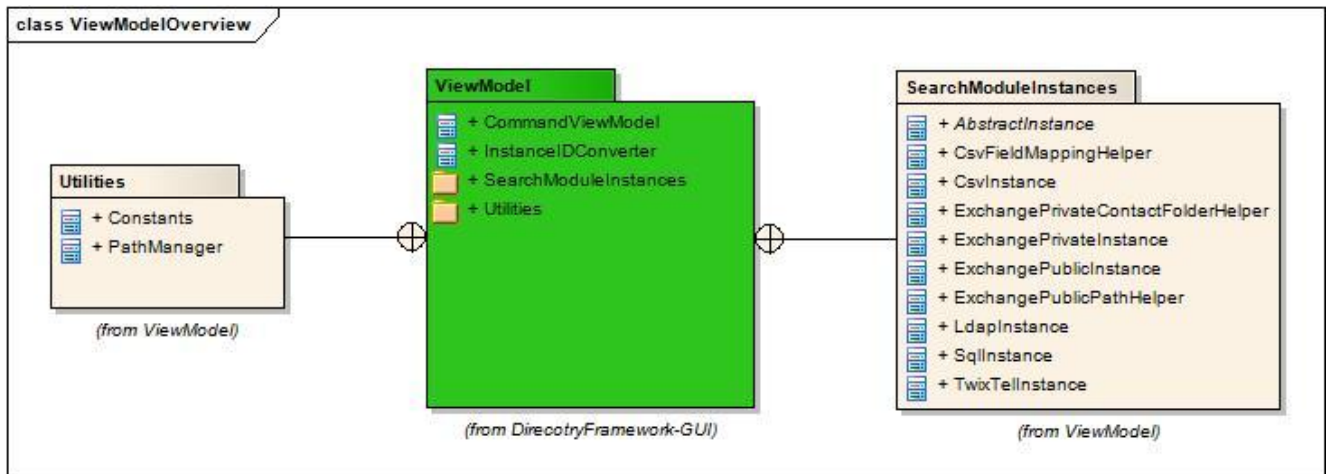 class ViewModelOverview
Utilities
+ Constants
+ PathManager
(from ViewModel)
ViewModel
+ CommandViewModel
+ InstanceIDConverter
+ SearchModuleInstances
+ Utilities
(from DirecotryFramework-GUI)
SearchModuleInstances
+ AbstractInstance
+ CsvFieldMappingHelper
+ CsvInstance
+ ExchangePrivateContactFolderHelper
+ ExchangePrivateInstance
+ ExchangePublicInstance
+ ExchangePublicPathHelper
+ LdapInstance
+ SqlInstance
+ TwixTelInstance
(from ViewModel)